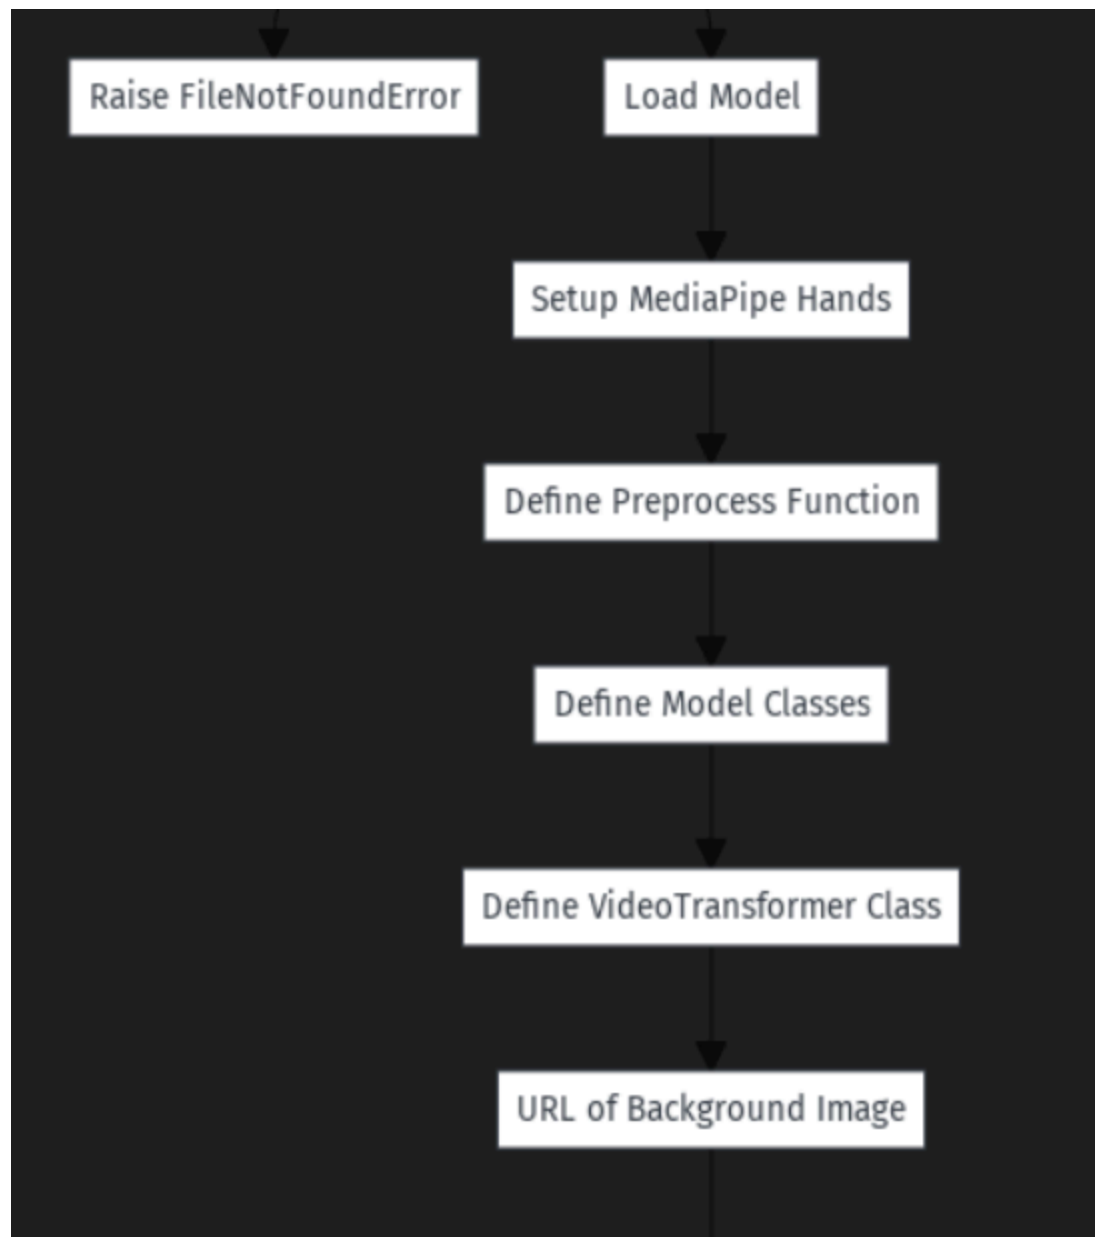 Raise FileNotFoundError
Load Model
Setup MediaPipe Hands
Define Preprocess Function
Define Model Classes
Define VideoTransformer Class
URL of Background Image